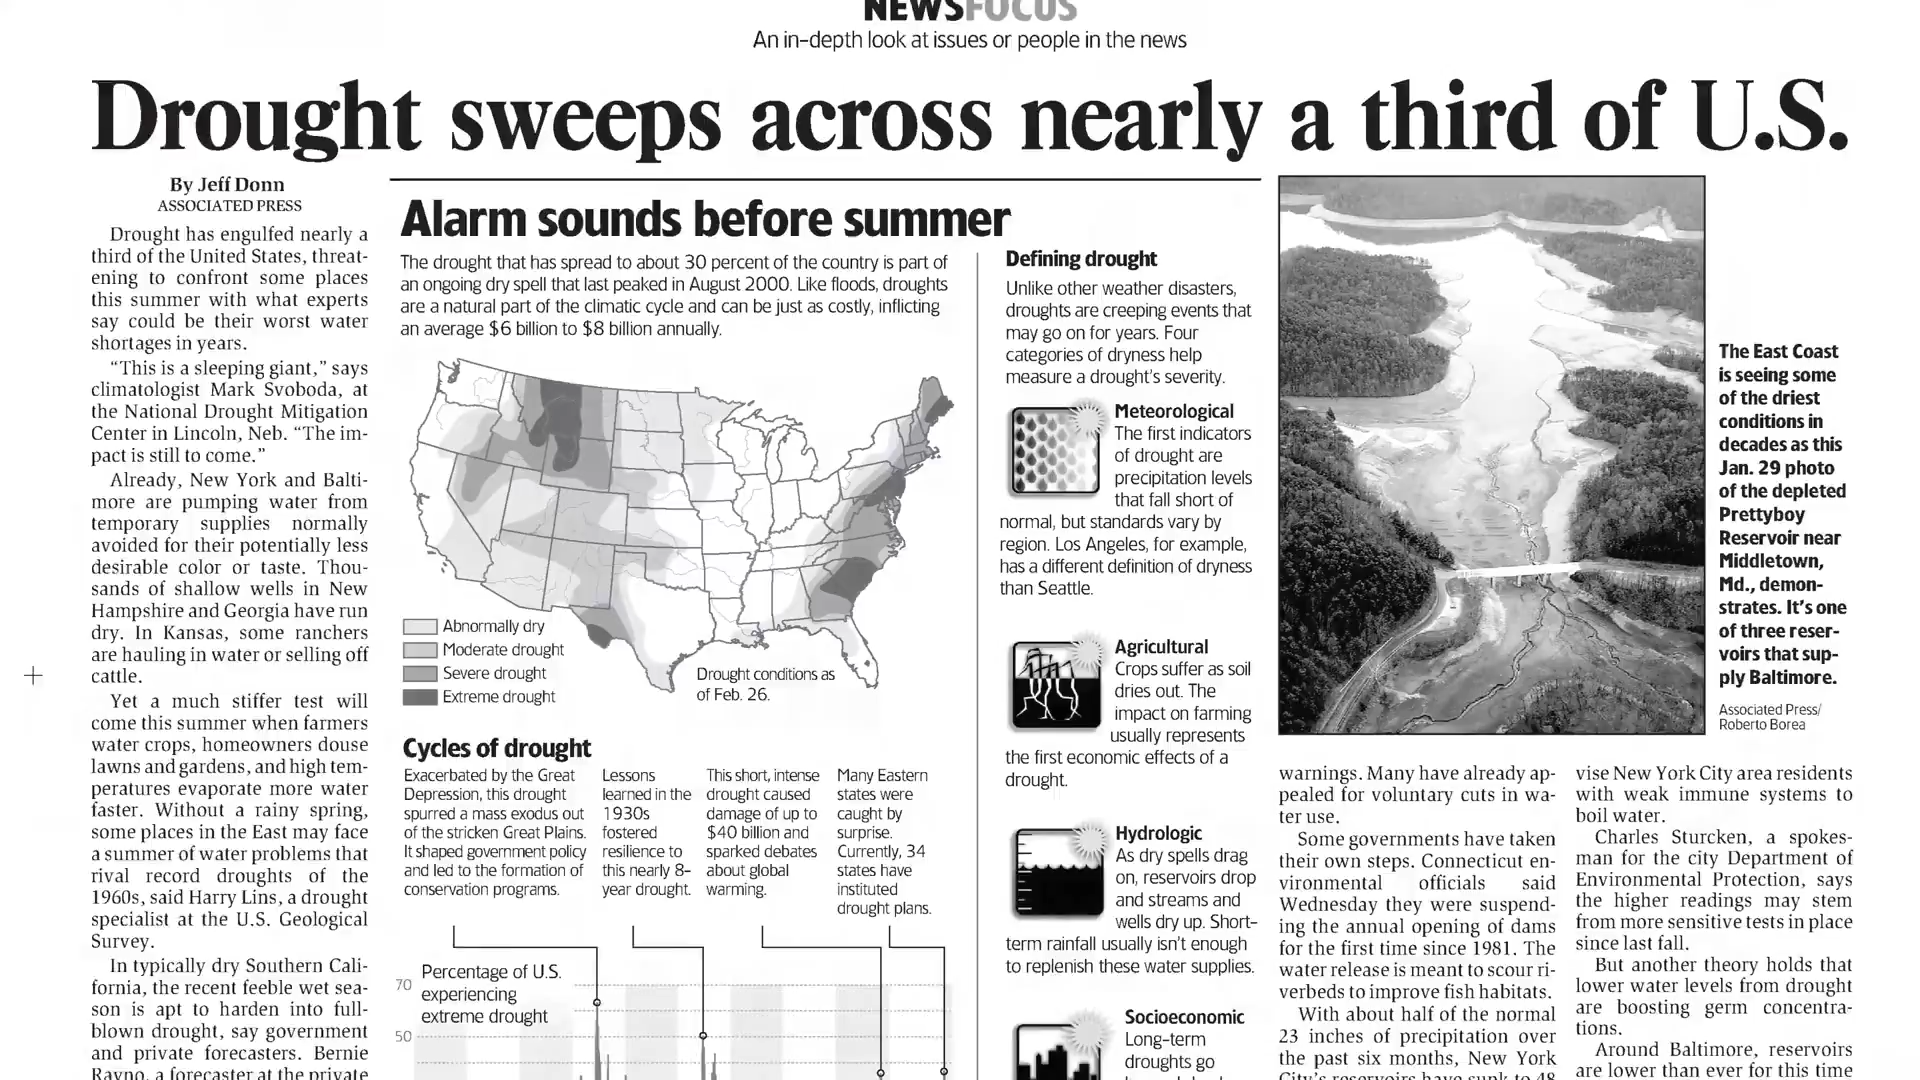 NEWSFOCUS
An in-depth look at issues or people in the news
Drought sweeps across nearly a third of U.S.
By Jeff Donn
ASSOCIATED PRESS
Drought has engulfed nearly a
third of the United States, threat-
ening to confront some places
this summer with what experts
say could be their worst water
shortages in years.
“This is a sleeping giant,” says
climatologist Mark Svoboda, at
the National Drought Mitigation
Center in Lincoln, Neb. “The im-
pact is still to come.”
Already, New York and Balti-
more are pumping water from
temporary supplies normally
avoided for their potentially less
desirable color or taste. Thou-
sands of shallow wells in New
Hampshire and Georgia have run
dry. In Kansas, some ranchers
are hauling in water or selling off
cattle.
Yet a much stiffer test will
come this summer when farmers
water crops, homeowners douse
lawns and gardens, and high tem-
peratures evaporate more water
faster. Without a rainy spring,
some places in the East may face
a summer of water problems that
rival record droughts of the
1960s, said Harry Lins, a drought
specialist at the U.S. Geological
Survey.
In typically dry Southern Cali-
fornia, the recent feeble wet sea-
son is apt to harden into full-
blown drought, say government
and private forecasters. Bernie
Rayno, a forecaster at the private
Alarm sounds before summer
The drought that has spread to about 30 percent of the country is part of
an ongoing dry spell that last peaked in August 2000. Like floods, droughts
are a natural part of the climatic cycle and can be just as costly, inflicting
an average $6 billion to $8 billion annually.
Abnormally dry
Moderate drought
Severe drought
Extreme drought
Drought conditions as
of Feb. 26.
Cycles of drought
Exacerbated by the Great
Depression, this drought
spurred a mass exodus out
of the stricken Great Plains.
It shaped government policy
and led to the formation of
conservation programs.
Lessons
learned in the
1930s
fostered
resilience to
this nearly 8-
year drought.
This short, intense
drought caused
damage of up to
$40 billion and
sparked debates
about global
warming.
Many Eastern
states were
caught by
surprise.
Currently, 34
states have
instituted
drought plans.
Percentage of U.S.
experiencing
extreme drought
70
50
Defining drought
Unlike other weather disasters,
droughts are creeping events that
may go on for years. Four
categories of dryness help
measure a drought's severity.
Meteorological
The first indicators
of drought are
precipitation levels
that fall short of
normal, but standards vary by
region. Los Angeles, for example,
has a different definition of dryness
than Seattle.
Agricultural
Crops suffer as soil
dries out. The
impact on farming
usually represents
the first economic effects of a
drought.
Hydrologic
As dry spells drag
on, reservoirs drop
and streams and
wells dry up. Short-
term rainfall usually isn't enough
to replenish these water supplies.
Socioeconomic
Long-term
droughts go
The East Coast
is seeing some
of the driest
conditions in
decades as this
Jan. 29 photo
of the depleted
Prettyboy
Reservoir near
Middletown,
Md., demon-
strates. It's one
of three reser-
voirs that sup-
ply Baltimore.
Associated Press/
Roberto Borea
warnings. Many have already ap-
pealed for voluntary cuts in wa-
ter use.
Some governments have taken
their own steps. Connecticut en-
vironmental officials said
Wednesday they were suspend-
ing the annual opening of dams
for the first time since 1981. The
water release is meant to scour ri-
verbeds to improve fish habitats.
With about half of the normal
23 inches of precipitation over
the past six months, New York
City's reservoirs have sunk to 48
vise New York City area residents
with weak immune systems to
boil water.
Charles Sturcken, a spokes-
man for the city Department of
Environmental Protection, says
the higher readings may stem
from more sensitive tests in place
since last fall.
But another theory holds that
lower water levels from drought
are boosting germ concentra-
tions.
Around Baltimore, reservoirs
are lower than ever for this time